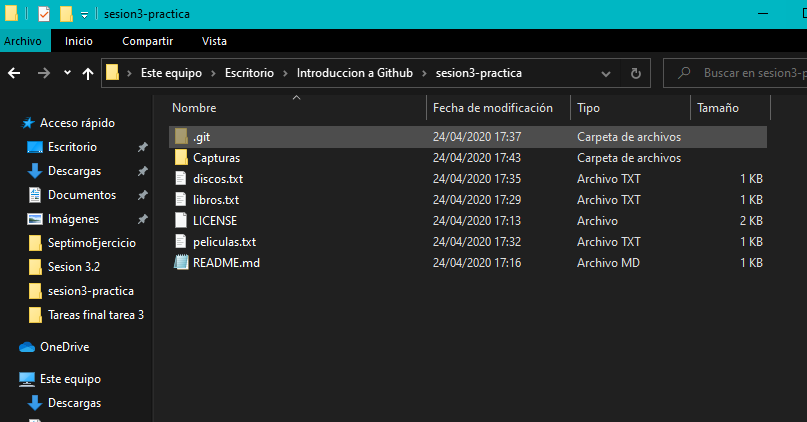 sesion3-practica
Archivo Inicio Compartir Vista
Este equipo Escritorio Introduccion a Github sesion3-practica Buscar en sesion3-p
Nombre Fecha de modificación Tipo Tamaño
Acceso rápido
Escritorio
Descargas
Documentos
Imágenes
SeptimoEjercicio
Sesion 3.2
sesion3-practica
Tareas final tarea 3
OneDrive
Este equipo
Descargas
.git 24/04/2020 17:37 Carpeta de archivos
Capturas 24/04/2020 17:43 Carpeta de archivos
discos.txt 24/04/2020 17:35 Archivo TXT 1 KB
libros.txt 24/04/2020 17:29 Archivo TXT 1 KB
LICENSE 24/04/2020 17:13 Archivo 2 KB
peliculas.txt 24/04/2020 17:32 Archivo TXT 1 KB
README.md 24/04/2020 17:16 Archivo MD 1 KB